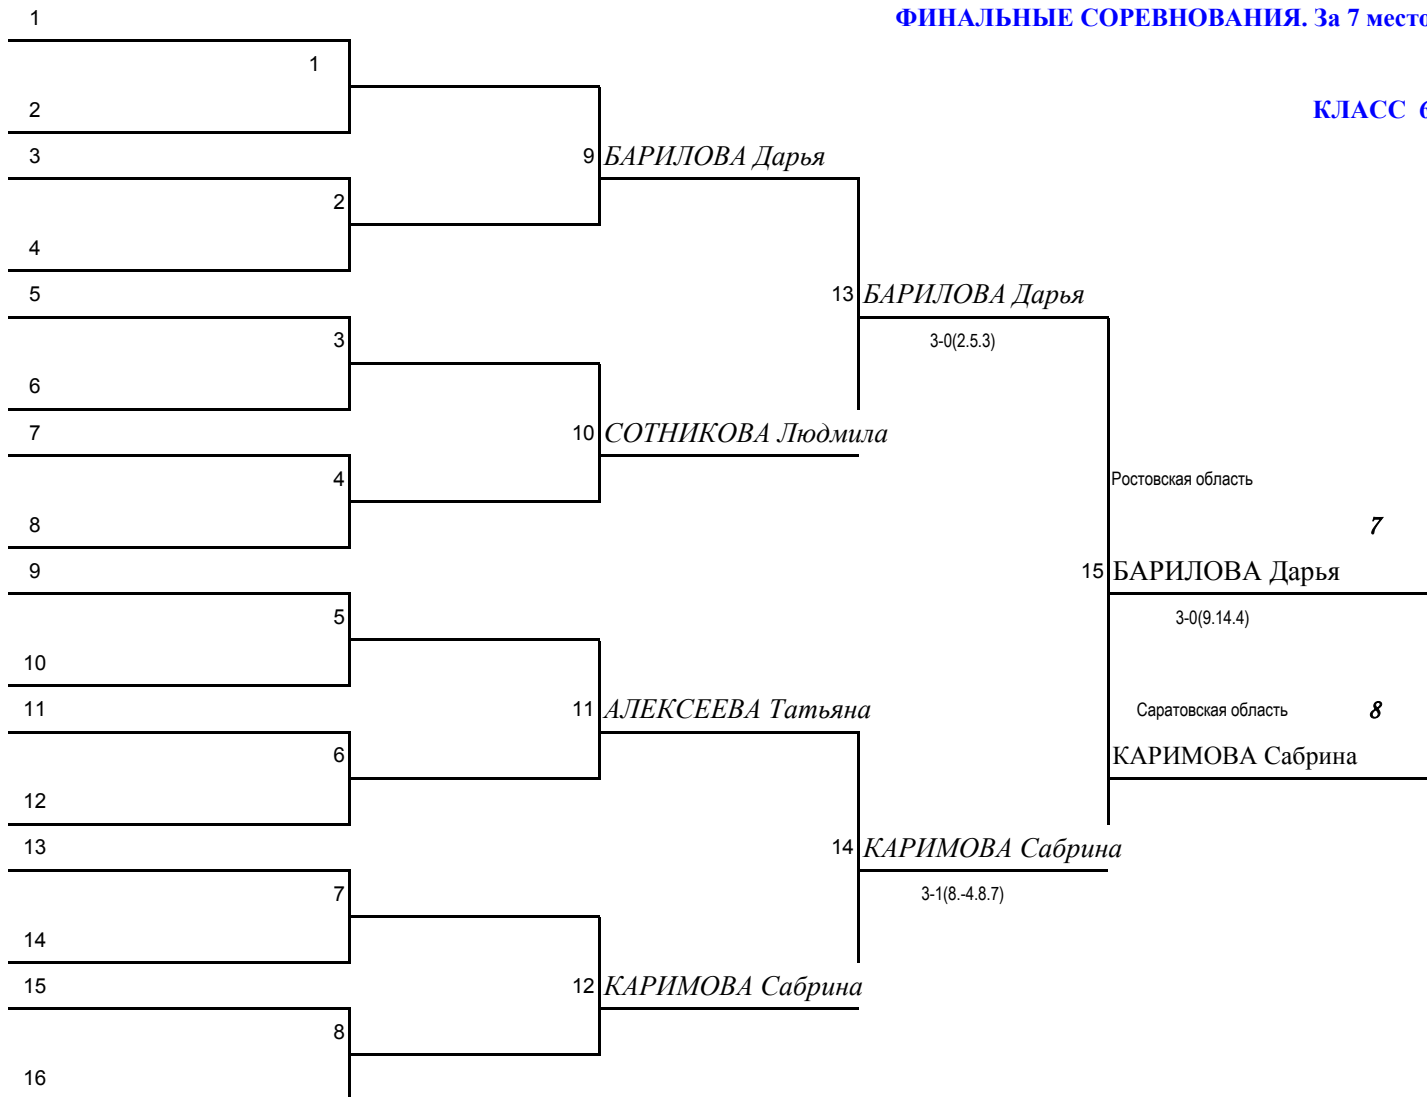 1
ФИНАЛЬНЫЕ СОРЕВНОВАНИЯ. За 7 место
1
2
КЛАСС 6
3
9 БАРИЛОВА Дарья
2
4
5
13 БАРИЛОВА Дарья
3
3-0(2.5.3)
6
7
10 СОТНИКОВА Людмила
4
Ростовская область
8
7
9
15 БАРИЛОВА Дарья
5
3-0(9.14.4)
10
11
11 АЛЕКСЕЕВА Татьяна
Саратовская область 8
6
КАРИМОВА Сабрина
12
13
14 КАРИМОВА Сабрина
7
3-1(8.-4.8.7)
14
15
12 КАРИМОВА Сабрина
8
16